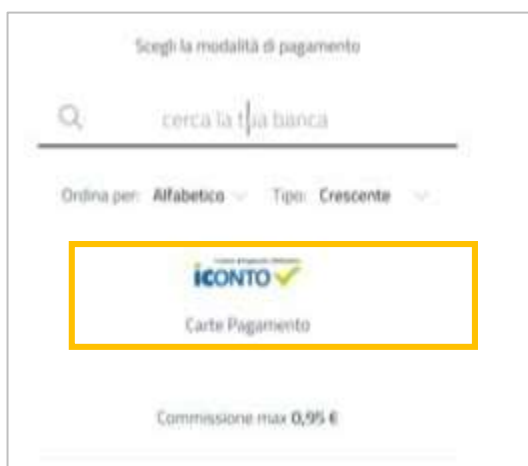 Scegli la modalità di pagamento
cerca la tua banca
Ordina per: Alfabetico Tipo: Crescente
iCONTO
Carte Pagamento
Commissione max 0,95 €